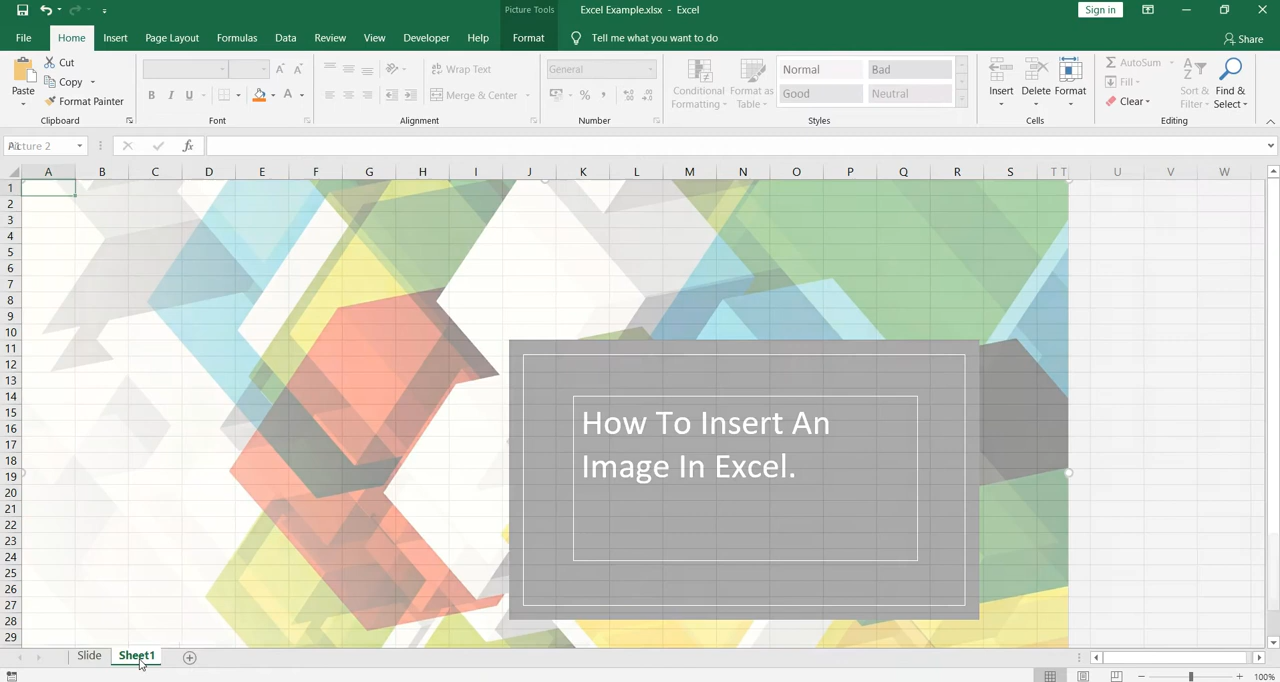 Picture Tools
Excel Example.xlsx - Excel
Sign in
File
Home
Insert
Page Layout
Formulas
Data
Review
View
Developer
Help
Format
Tell me what you want to do
Share
Paste
Cut
Copy
Format Painter
Clipboard
B I U
A
Font
Wrap Text
Merge & Center
Alignment
General
%
Number
Conditional
Formatting
Format as
Table
Normal
Bad
Good
Neutral
Styles
Insert
Delete
Format
Cells
AutoSum
Fill
Clear
Sort &
Filter
Find &
Select
Editing
fx
A B C D E F G H I J K L M N O P Q R S T T U V W
1
2
3
4
5
6
7
8
9
10
11
12
13
14
15
16
17
18
19
20
21
22
23
24
25
26
27
28
29
How To Insert An
Image In Excel.
Slide
Sheet1
100%